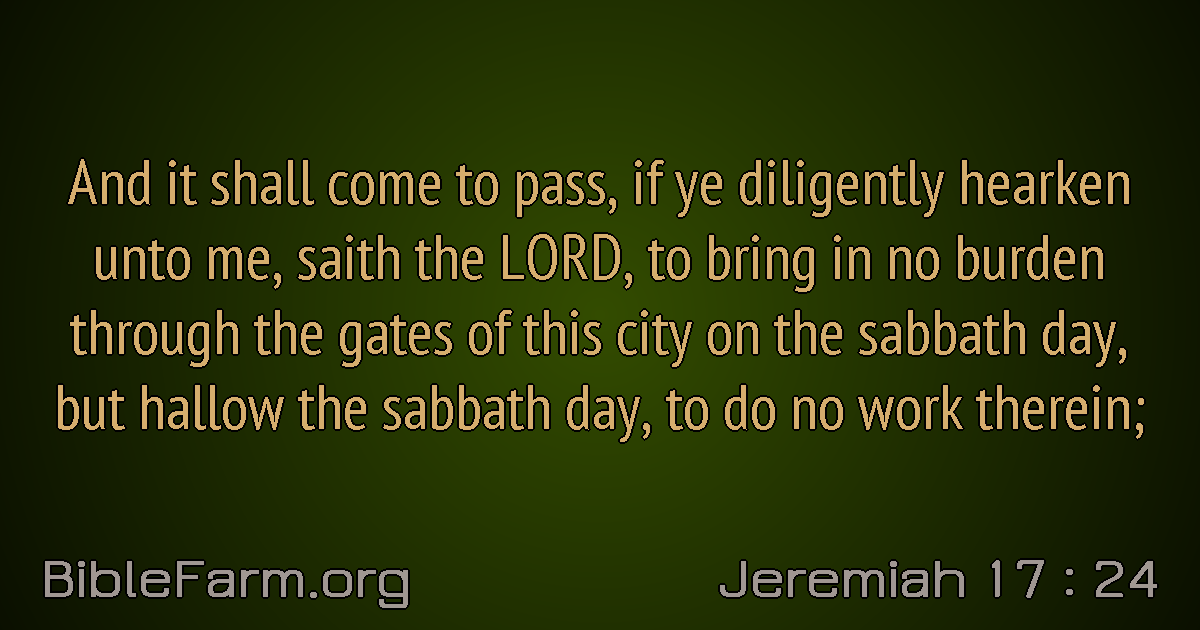 And it shall come to pass, if ye diligently hearken
unto me, saith the LORD, to bring in no burden
through the gates of this city on the sabbath day,
but hallow the sabbath day, to do no work therein;
BibleFarm.org
Jeremiah 17 : 24